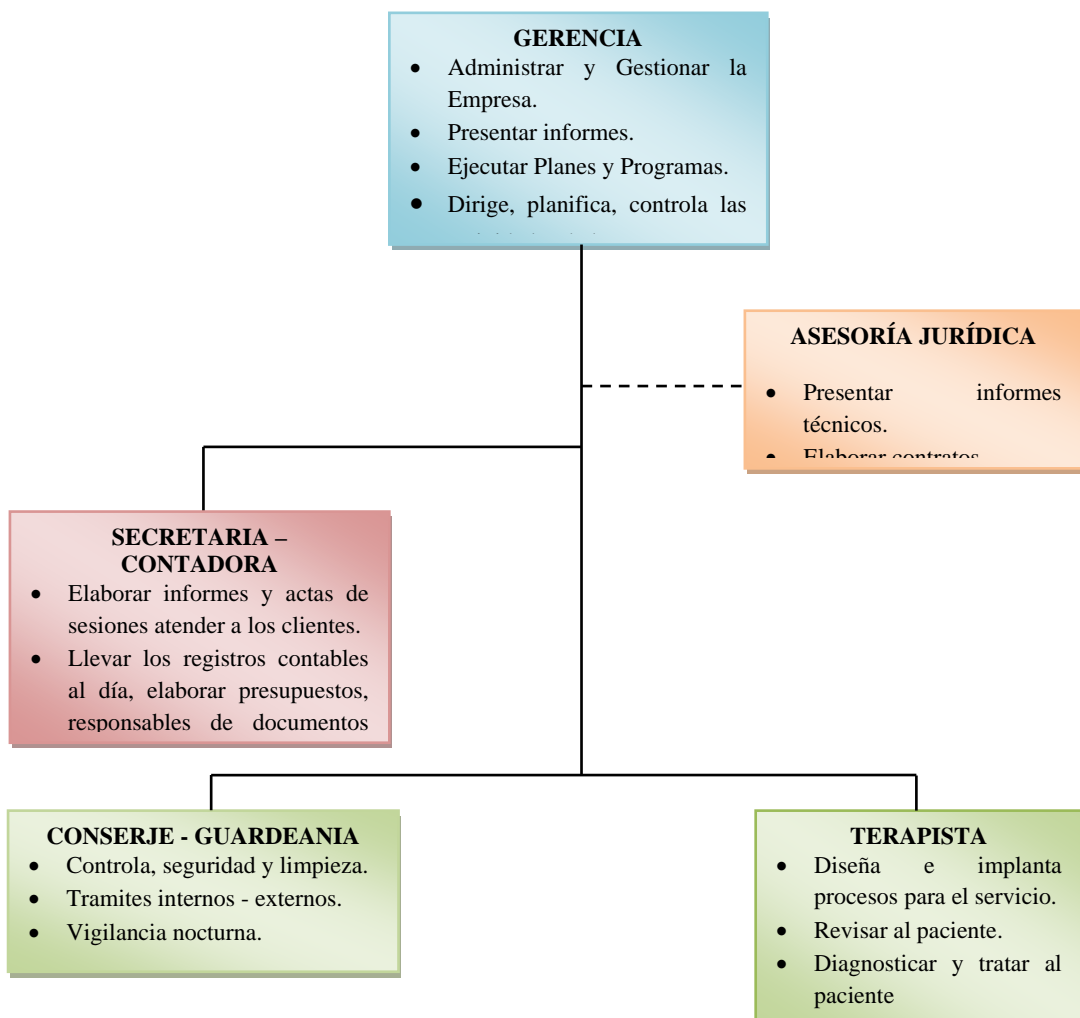 GERENCIA
• Administrar y Gestionar la
Empresa.
• Presentar informes.
• Ejecutar Planes y Programas.
• Dirige, planifica, controla las
ASESORÍA JURÍDICA
• Presentar informes
técnicos.
• Elaborar contratos
SECRETARIA –
CONTADORA
• Elaborar informes y actas de
sesiones atender a los clientes.
• Llevar los registros contables
al día, elaborar presupuestos,
responsables de documentos
CONSERJE - GUARDEANIA
• Controla, seguridad y limpieza.
• Tramites internos - externos.
• Vigilancia nocturna.
TERAPISTA
• Diseña e implanta
procesos para el servicio.
• Revisar al paciente.
• Diagnosticar y tratar al
paciente